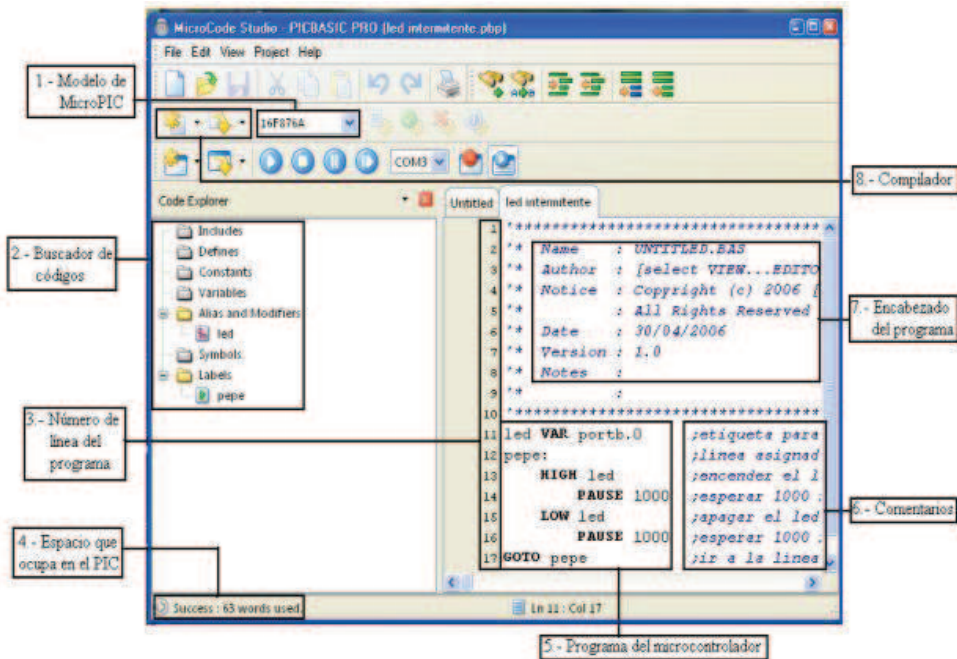 MicroCode Studio - PICBASIC PRO (led intermitente.pbp)
File Edit View Project Help
1.- Modelo de
MicroPIC
16F876A
COM3
8.- Compilador
Code Explorer
Untitled
led intermitente
2.- Buscador de
códigos
Includes
Defines
Constants
Variables
Alias and Modifiers
led
Symbols
Labels
pepe
1 '*********************************
2 '* Name : UNTITLED.BAS
3 '* Author : [select VIEW...EDITO
4 '* Notice : Copyright (c) 2006 [
5 '* : All Rights Reserved
6 '* Date : 30/04/2006
7 '* Version : 1.0
8 '* Notes :
9 '* :
10 '*********************************
11 led VAR portb.0 ;etiqueta para
12 pepe: ;linea asignad
13 HIGH led ;encender el l
14 PAUSE 1000 ;esperar 1000
15 LOW led ;apagar el led
16 PAUSE 1000 ;esperar 1000
17 GOTO pepe ;ir a la linea
7.- Encabezado
del programa
3.- Número de
línea del
programa
6.- Comentarios
4.- Espacio que
ocupa en el PIC
Success : 63 words used.
Ln 11 : Col 17
5.- Programa del microcontrolador